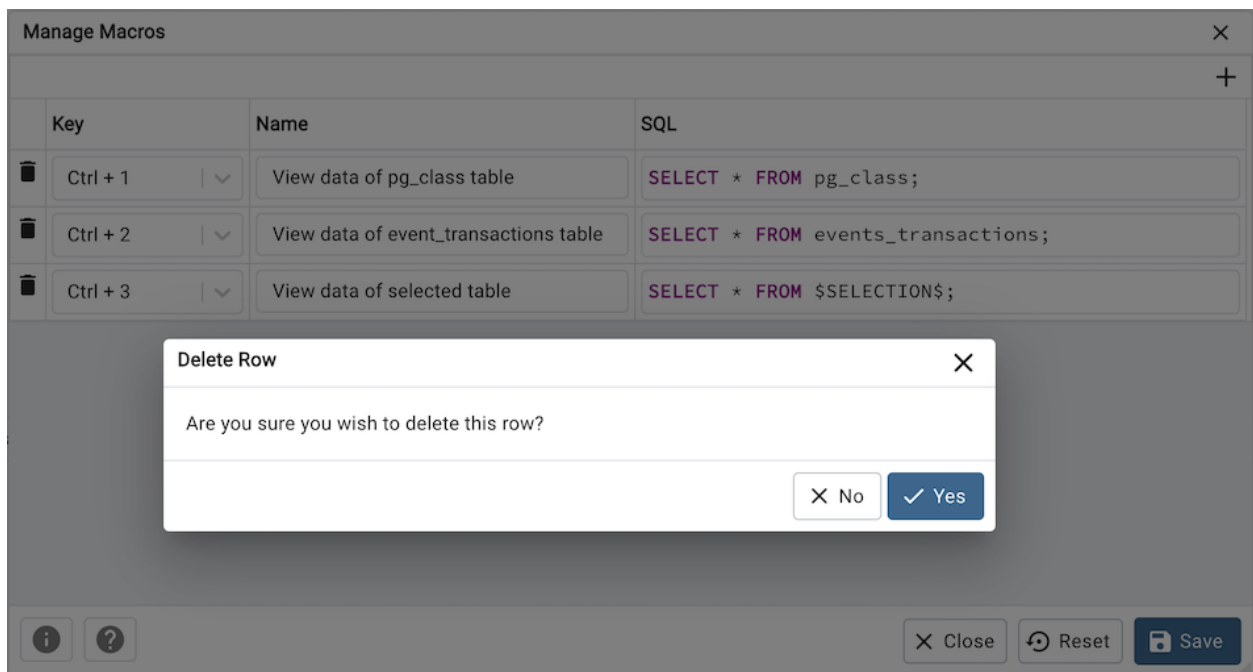 Manage Macros
Key Name SQL
Ctrl + 1 View data of pg_class table SELECT * FROM pg_class;
Ctrl + 2 View data of event_transactions table SELECT * FROM events_transactions;
Ctrl + 3 View data of selected table SELECT * FROM $SELECTION$;
Delete Row
Are you sure you wish to delete this row?
No Yes
Close Reset Save